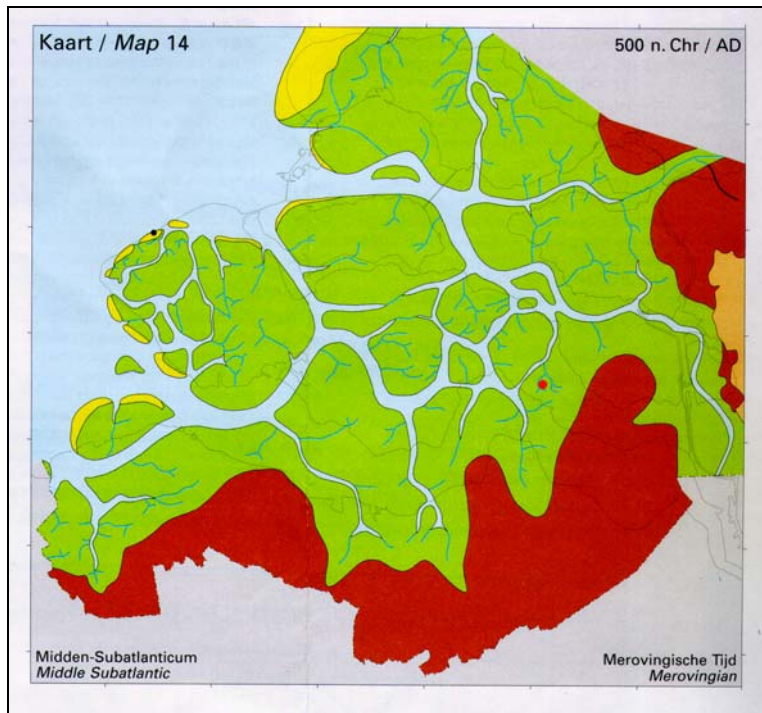 Kaart / Map 14
500 n. Chr / AD
Midden-Subatlanticum
Middle Subatlantic
Merovingische Tijd
Merovingian